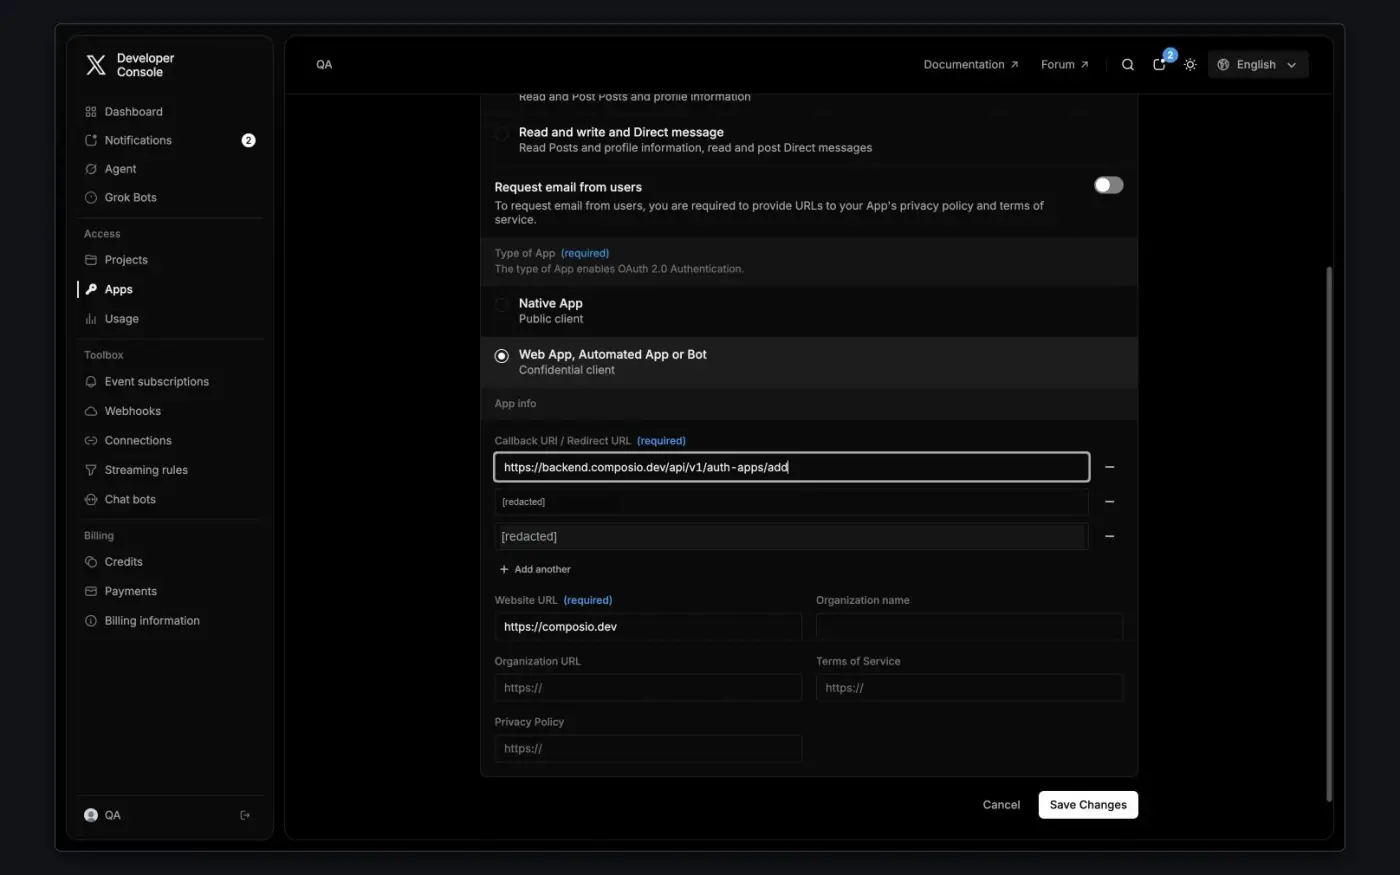 Developer
Console
Dashboard
Notifications
2
Agent
Grok Bots
Access
Projects
Apps
Usage
Toolbox
Event subscriptions
Webhooks
Connections
Streaming rules
Chat bots
Billing
Credits
Payments
Billing information
QA
QA
Documentation ↗
Forum ↗
2
English
Read and Post Posts and profile information
Read and write and Direct message
Read Posts and profile information, read and post Direct messages
Request email from users
To request email from users, you are required to provide URLs to your App's privacy policy and terms of
service.
Type of App (required)
The type of App enables OAuth 2.0 Authentication.
Native App
Public client
Web App, Automated App or Bot
Confidential client
App info
Callback URI / Redirect URL (required)
https://backend.composio.dev/api/v1/auth-apps/add
[redacted]
[redacted]
+ Add another
Website URL (required)
https://composio.dev
Organization name
Organization URL
https://
Terms of Service
https://
Privacy Policy
https://
Cancel
Save Changes